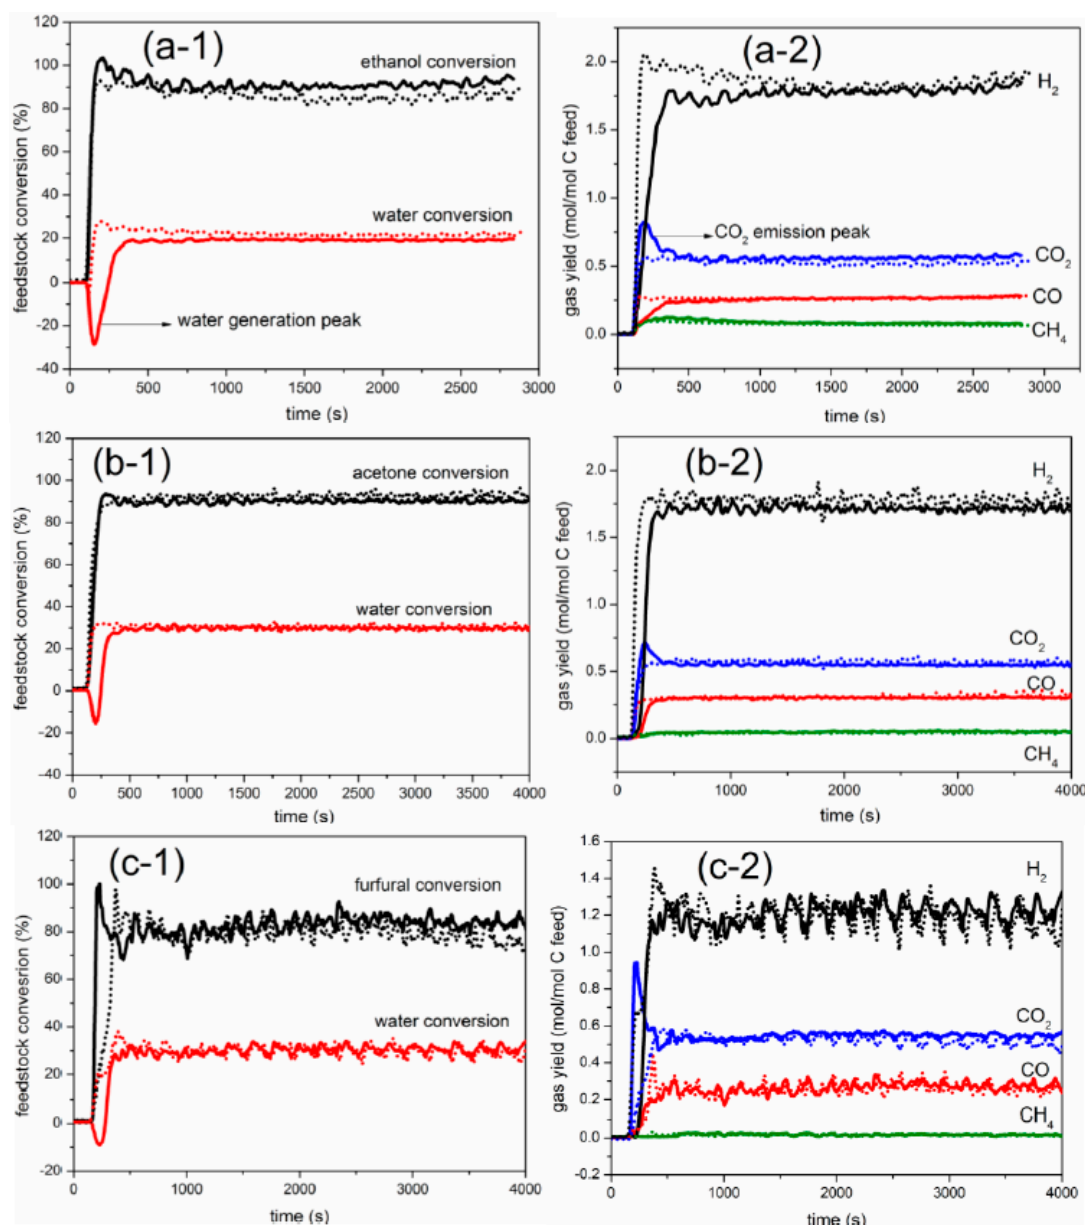 (a-1)
ethanol conversion
water conversion
water generation peak
feedstock conversion (%)
120
100
80
60
40
20
0
-20
-40
0 500 1000 1500 2000 2500 3000
time (s)
(a-2)
H2
CO2 emission peak
CO2
CO
CH4
gas yield (mol/mol C feed)
2.0
1.5
1.0
0.5
0.0
0 500 1000 1500 2000 2500 3000
time (s)
(b-1)
acetone conversion
water conversion
feedstock conversion (%)
120
100
80
60
40
20
0
-20
-40
0 500 1000 1500 2000 2500 3000 3500 4000
time (s)
(b-2)
H2
CO2
CO
CH4
gas yield (mol/mol C feed)
2.0
1.5
1.0
0.5
0.0
0 1000 2000 3000 4000
time (s)
(c-1)
furfural conversion
water conversion
feedstock convesrion (%)
120
100
80
60
40
20
0
-20
0 1000 2000 3000 4000
time (s)
(c-2)
H2
CO2
CO
CH4
gas yield (mol/mol C feed)
1.6
1.4
1.2
1.0
0.8
0.6
0.4
0.2
0.0
-0.2
0 1000 2000 3000 4000
time (s)